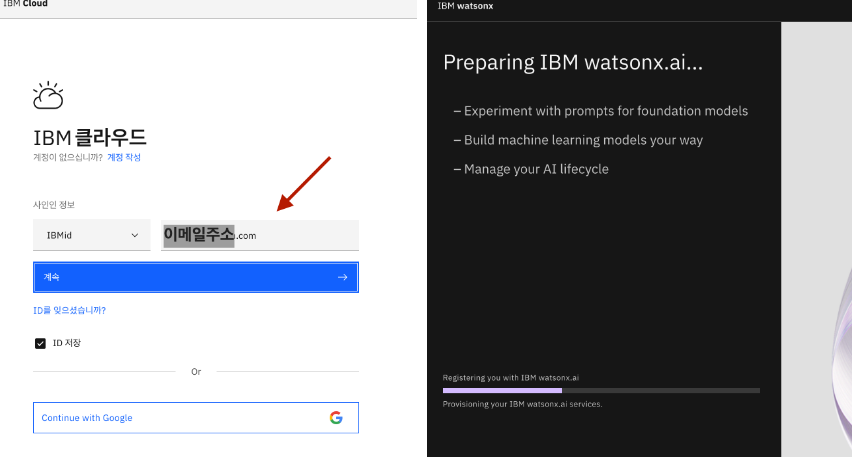 IBM Cloud
IBM 클라우드
계정이 없으십니까? 계정 작성
사인인 정보
IBMid
이메일주소.com
계속
ID를 잊으셨습니까?
ID 저장
Or
Continue with Google
IBM watsonx
Preparing IBM watsonx.ai...
– Experiment with prompts for foundation models
– Build machine learning models your way
– Manage your AI lifecycle
Registering you with IBM watsonx.ai
Provisioning your IBM watsonx.ai services.